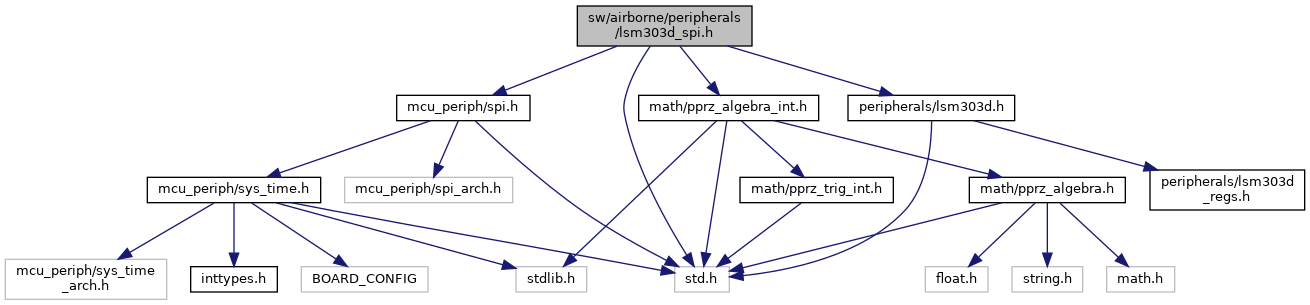 sw/airborne/peripherals
/lsm303d_spi.h
mcu_periph/spi.h
math/pprz_algebra_int.h
peripherals/lsm303d.h
mcu_periph/sys_time.h
mcu_periph/spi_arch.h
math/pprz_trig_int.h
math/pprz_algebra.h
peripherals/lsm303d
_regs.h
mcu_periph/sys_time
_arch.h
inttypes.h
BOARD_CONFIG
stdlib.h
std.h
float.h
string.h
math.h